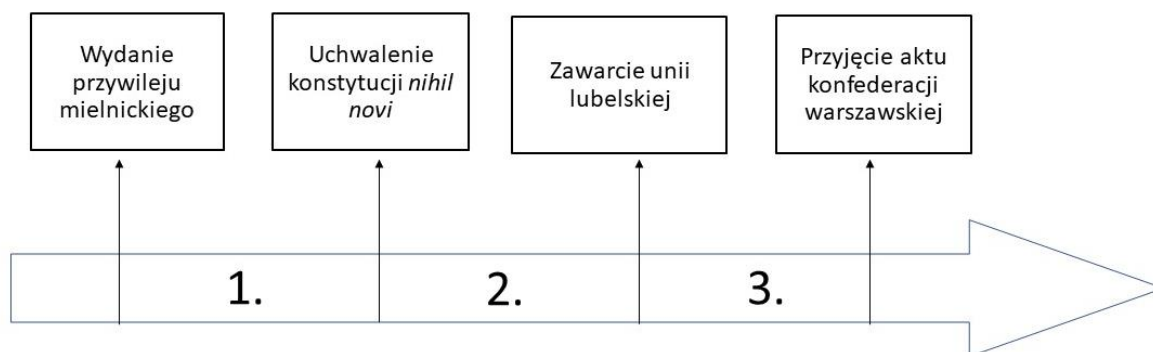 Wydanie
przywileju
mielnickiego
Uchwalenie
konstytucji nihil
novi
Zawarcie unii
lubelskiej
Przyjęcie aktu
konfederacji
warszawskiej
1.
2.
3.